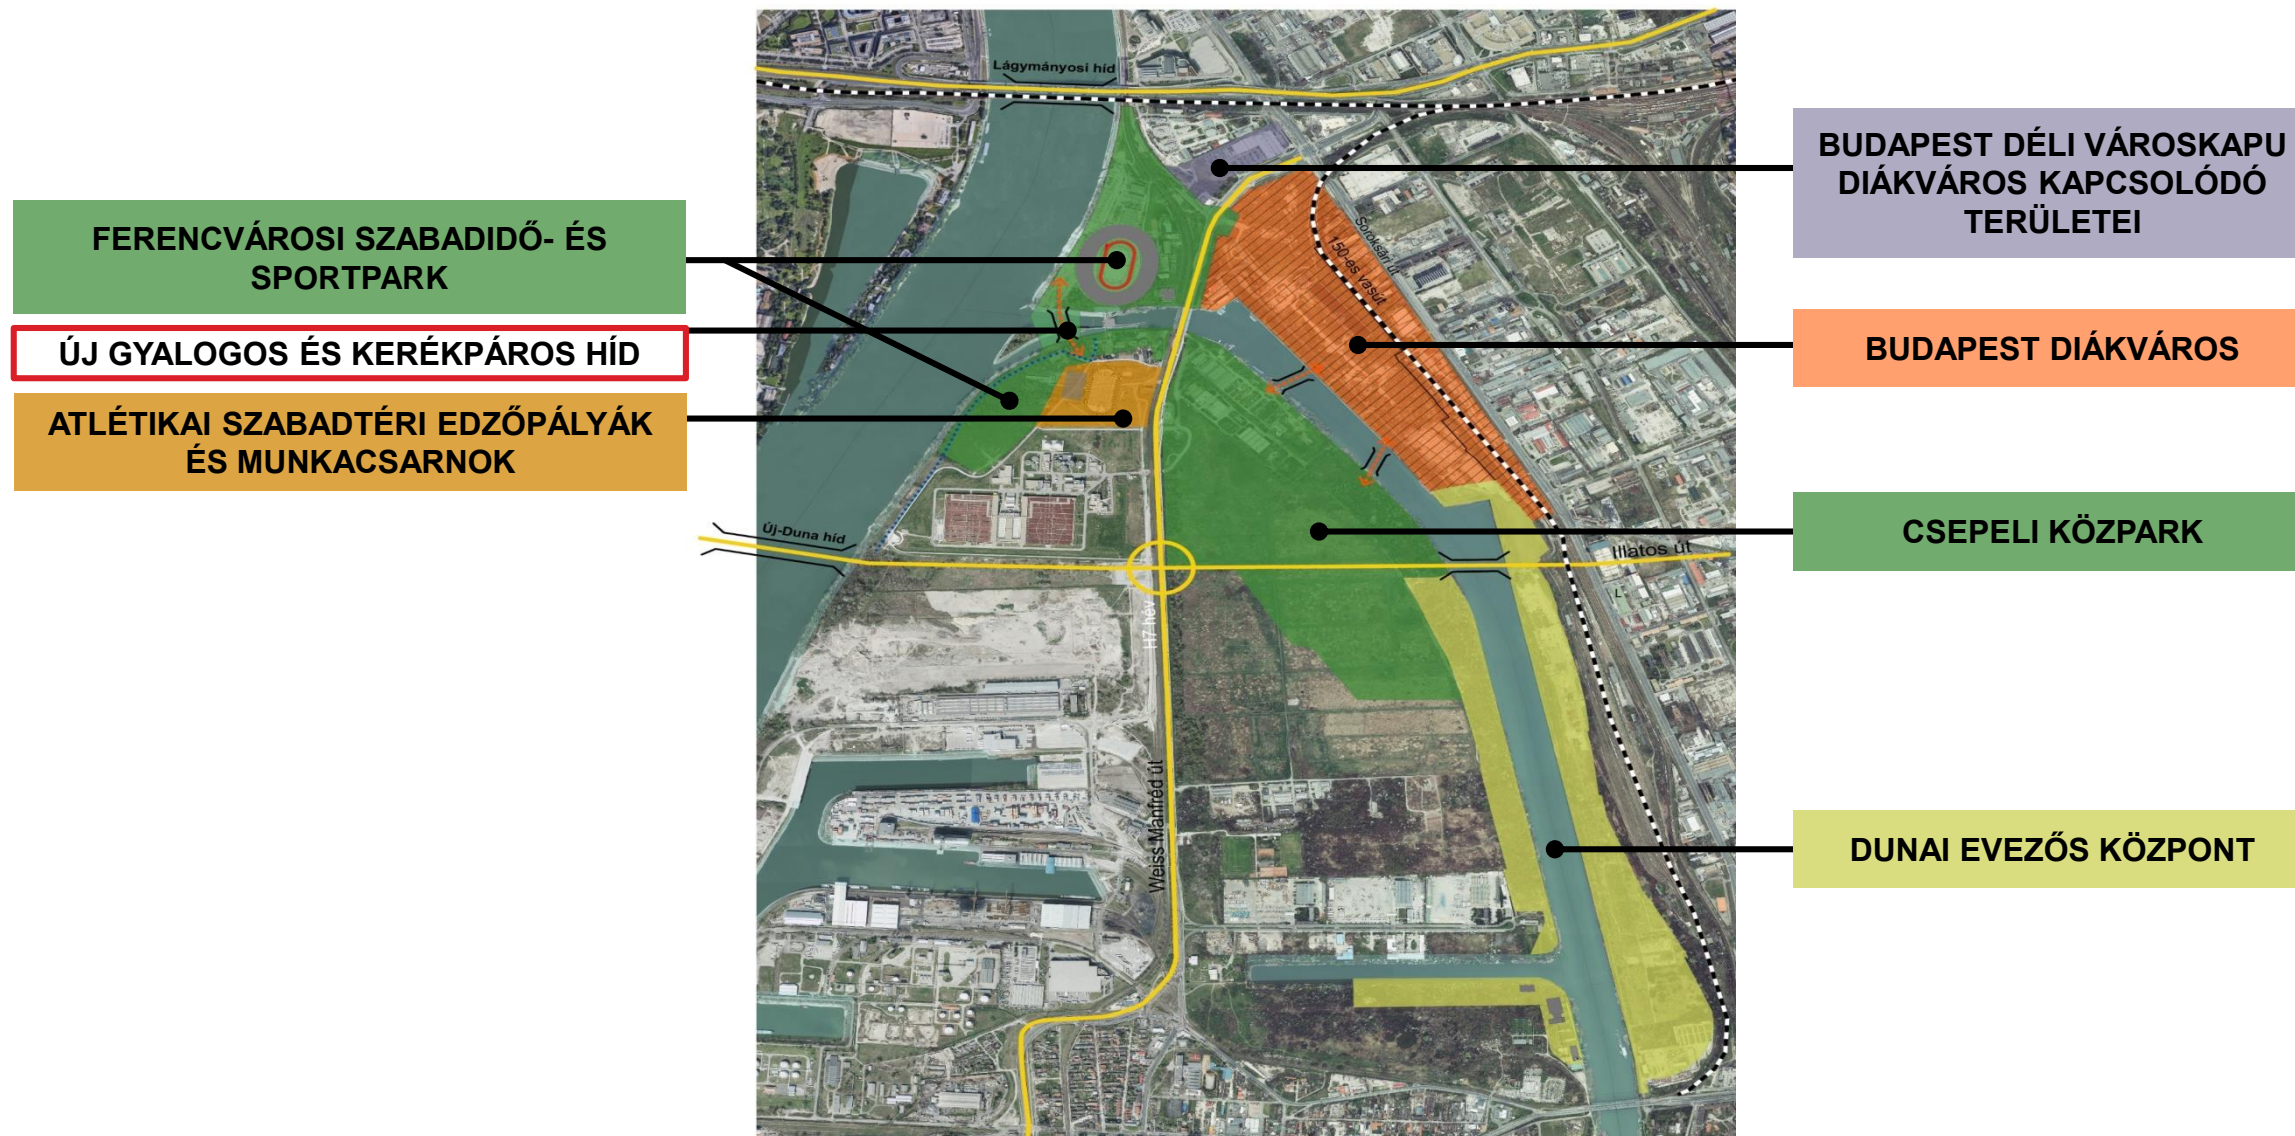 FERENCVÁROSI SZABADIDŐ- ÉS
SPORTPARK
ÚJ GYALOGOS ÉS KERÉKPÁROS HÍD
ATLÉTIKAI SZABADTÉRI EDZŐPÁLYÁK
ÉS MUNKACSARNOK
Lágymányosi híd
Soroksári út
150-es vasút
Új-Duna híd
Illatos út
H7 hév
Weiss Manfréd út
BUDAPEST DÉLI VÁROSKAPU
DIÁKVÁROS KAPCSOLÓDÓ
TERÜLETEI
BUDAPEST DIÁKVÁROS
CSEPELI KÖZPARK
DUNAI EVEZŐS KÖZPONT